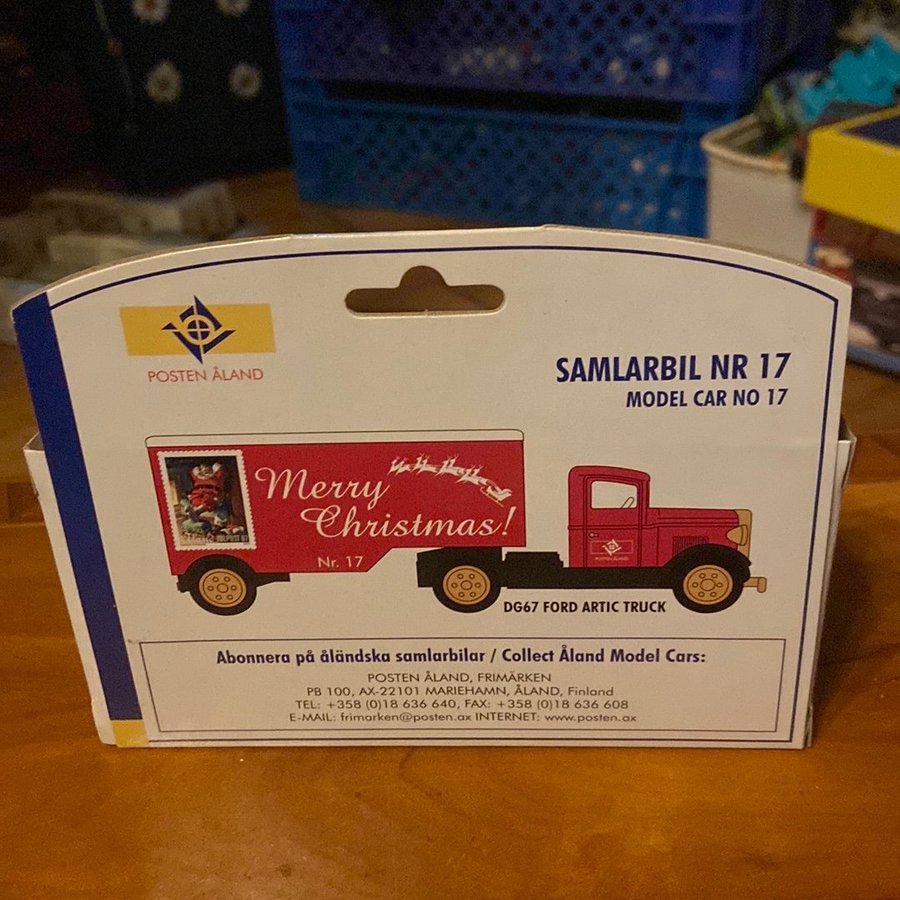 POSTEN ÅLAND
SAMLARBIL NR 17
MODEL CAR NO 17
Merry
Christmas!
Nr. 17
POSTEN ÅLAND
DG67 FORD ARTIC TRUCK
Abonnera på åländska samlarbilar / Collect Åland Model Cars:
POSTEN ÅLAND, FRIMÄRKEN
PB 100, AX-22101 MARIEHAMN, ÅLAND, Finland
TEL: +358 (0)18 636 640, FAX: +358 (0)18 636 608
E-MAIL: frimarken@posten.ax INTERNET: www.posten.ax